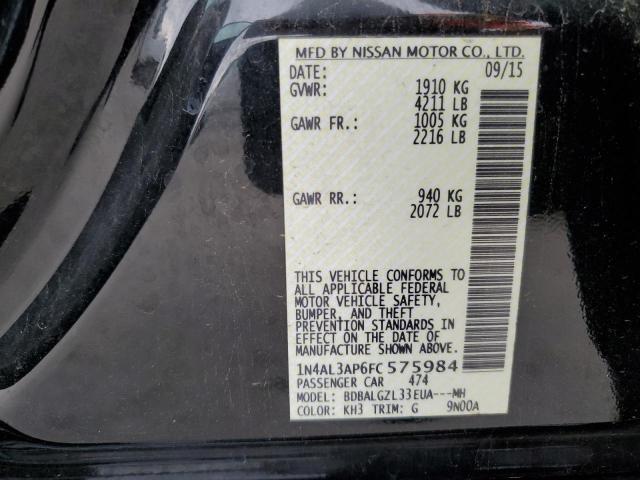 MFD BY NISSAN MOTOR CO., LTD.
DATE: 09/15
GVWR: 1910 KG
4211 LB
GAWR FR.: 1005 KG
2216 LB
GAWR RR.: 940 KG
2072 LB
THIS VEHICLE CONFORMS TO
ALL APPLICABLE FEDERAL
MOTOR VEHICLE SAFETY,
BUMPER, AND THEFT
PREVENTION STANDARDS IN
EFFECT ON THE DATE OF
MANUFACTURE SHOWN ABOVE.
1N4AL3AP6FC575984
PASSENGER CAR 474
MODEL: BDBALGZL33EUA---MH
COLOR: KH3 TRIM: G 9N00A